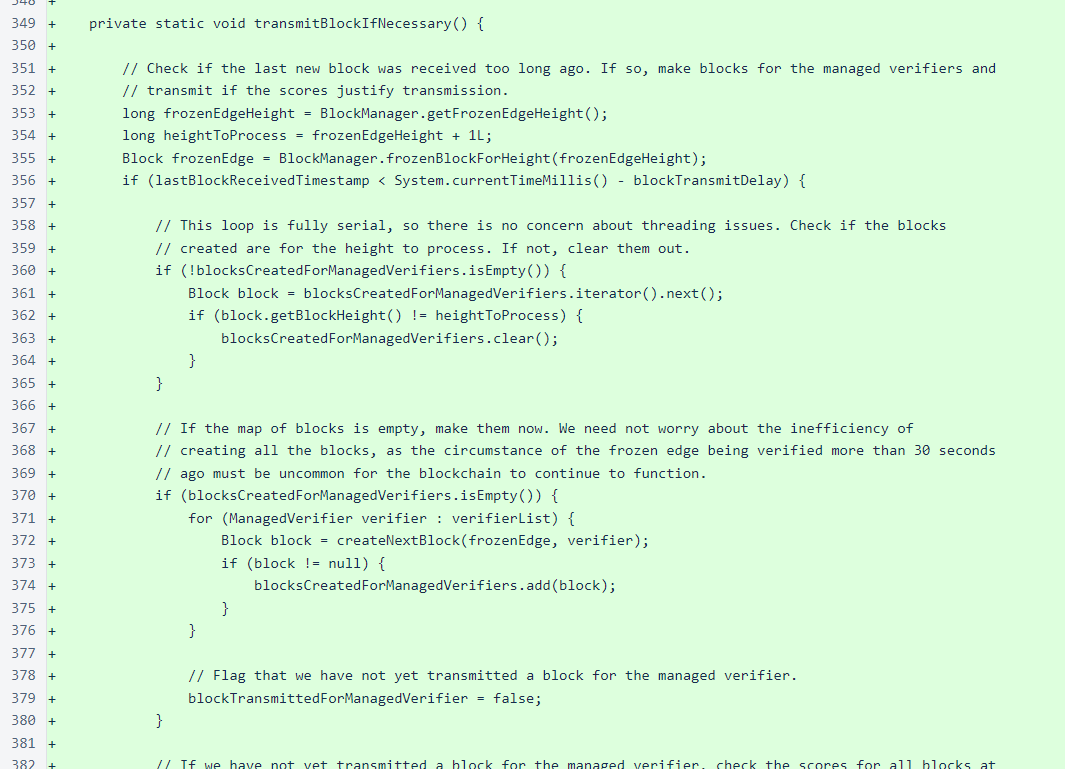 348 +
349 + private static void transmitBlockIfNecessary() {
350 +
351 + // Check if the last new block was received too long ago. If so, make blocks for the managed verifiers and
352 + // transmit if the scores justify transmission.
353 + long frozenEdgeHeight = BlockManager.getFrozenEdgeHeight();
354 + long heightToProcess = frozenEdgeHeight + 1L;
355 + Block frozenEdge = BlockManager.frozenBlockForHeight(frozenEdgeHeight);
356 + if (lastBlockReceivedTimestamp < System.currentTimeMillis() - blockTransmitDelay) {
357 +
358 + // This loop is fully serial, so there is no concern about threading issues. Check if the blocks
359 + // created are for the height to process. If not, clear them out.
360 + if (!blocksCreatedForManagedVerifiers.isEmpty()) {
361 + Block block = blocksCreatedForManagedVerifiers.iterator().next();
362 + if (block.getBlockHeight() != heightToProcess) {
363 + blocksCreatedForManagedVerifiers.clear();
364 + }
365 + }
366 +
367 + // If the map of blocks is empty, make them now. We need not worry about the inefficiency of
368 + // creating all the blocks, as the circumstance of the frozen edge being verified more than 30 seconds
369 + // ago must be uncommon for the blockchain to continue to function.
370 + if (blocksCreatedForManagedVerifiers.isEmpty()) {
371 + for (ManagedVerifier verifier : verifierList) {
372 + Block block = createNextBlock(frozenEdge, verifier);
373 + if (block != null) {
374 + blocksCreatedForManagedVerifiers.add(block);
375 + }
376 + }
377 +
378 + // Flag that we have not yet transmitted a block for the managed verifier.
379 + blockTransmittedForManagedVerifier = false;
380 + }
381 +
382 + // If we have not yet transmitted a block for the managed verifier, check the scores for all blocks at